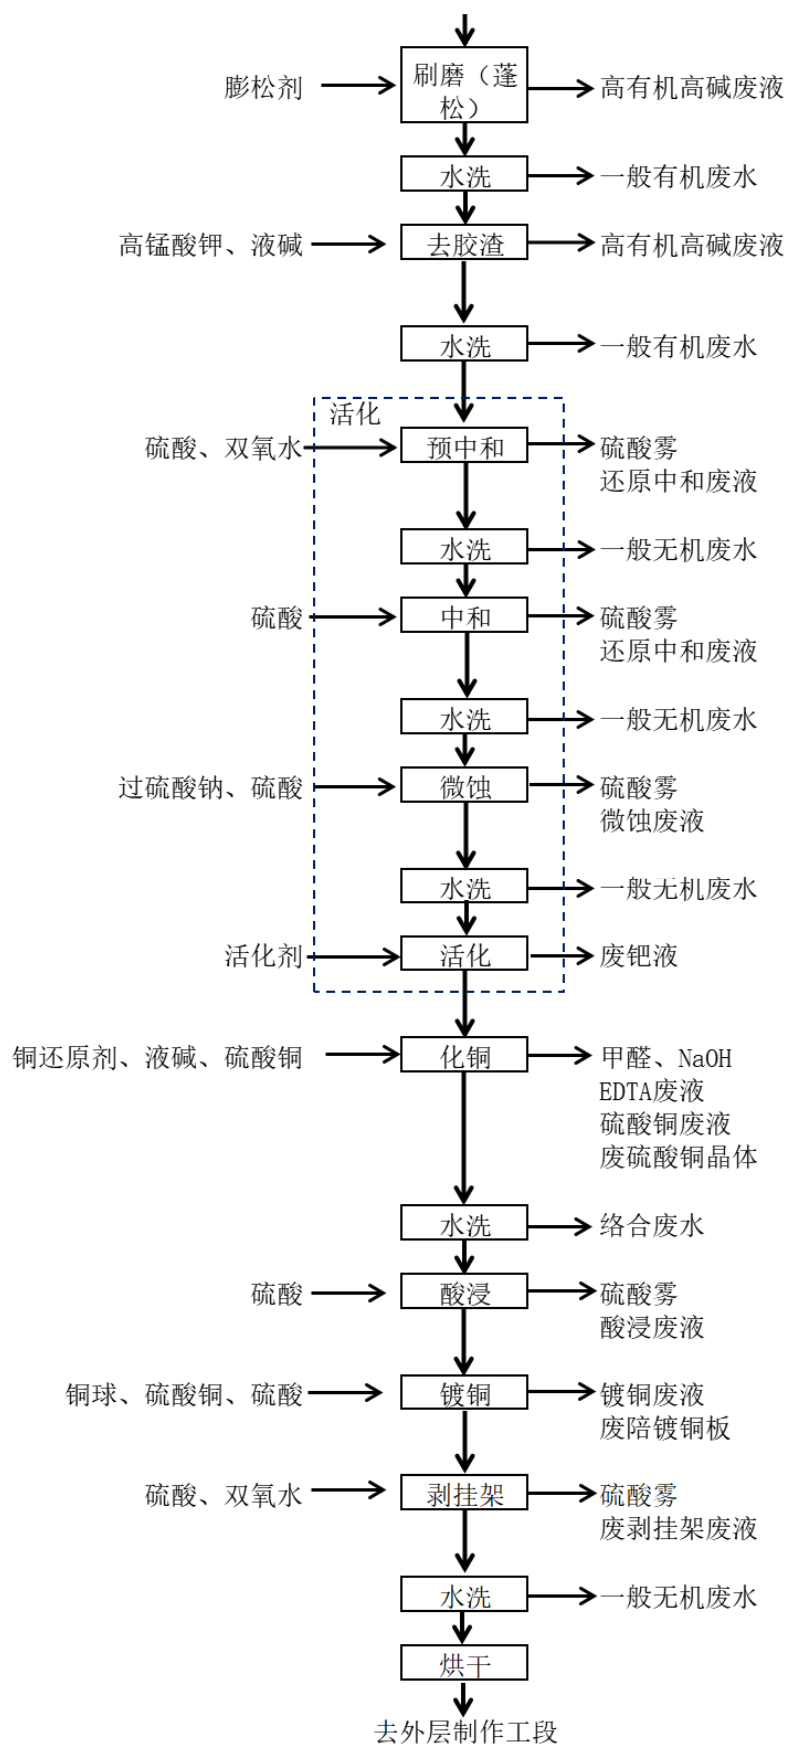 膨松剂
刷磨（蓬
松）
高有机高碱废液
水洗
一般有机废水
高锰酸钾、液碱
去胶渣
高有机高碱废液
水洗
一般有机废水
活化
硫酸、双氧水
预中和
硫酸雾
还原中和废液
水洗
一般无机废水
硫酸
中和
硫酸雾
还原中和废液
水洗
一般无机废水
过硫酸钠、硫酸
微蚀
硫酸雾
微蚀废液
水洗
一般无机废水
活化剂
活化
废钯液
铜还原剂、液碱、硫酸铜
化铜
甲醛、NaOH
EDTA废液
硫酸铜废液
废硫酸铜晶体
水洗
络合废水
硫酸
酸浸
硫酸雾
酸浸废液
铜球、硫酸铜、硫酸
镀铜
镀铜废液
废陪镀铜板
硫酸、双氧水
剥挂架
硫酸雾
废剥挂架废液
水洗
一般无机废水
烘干
去外层制作工段